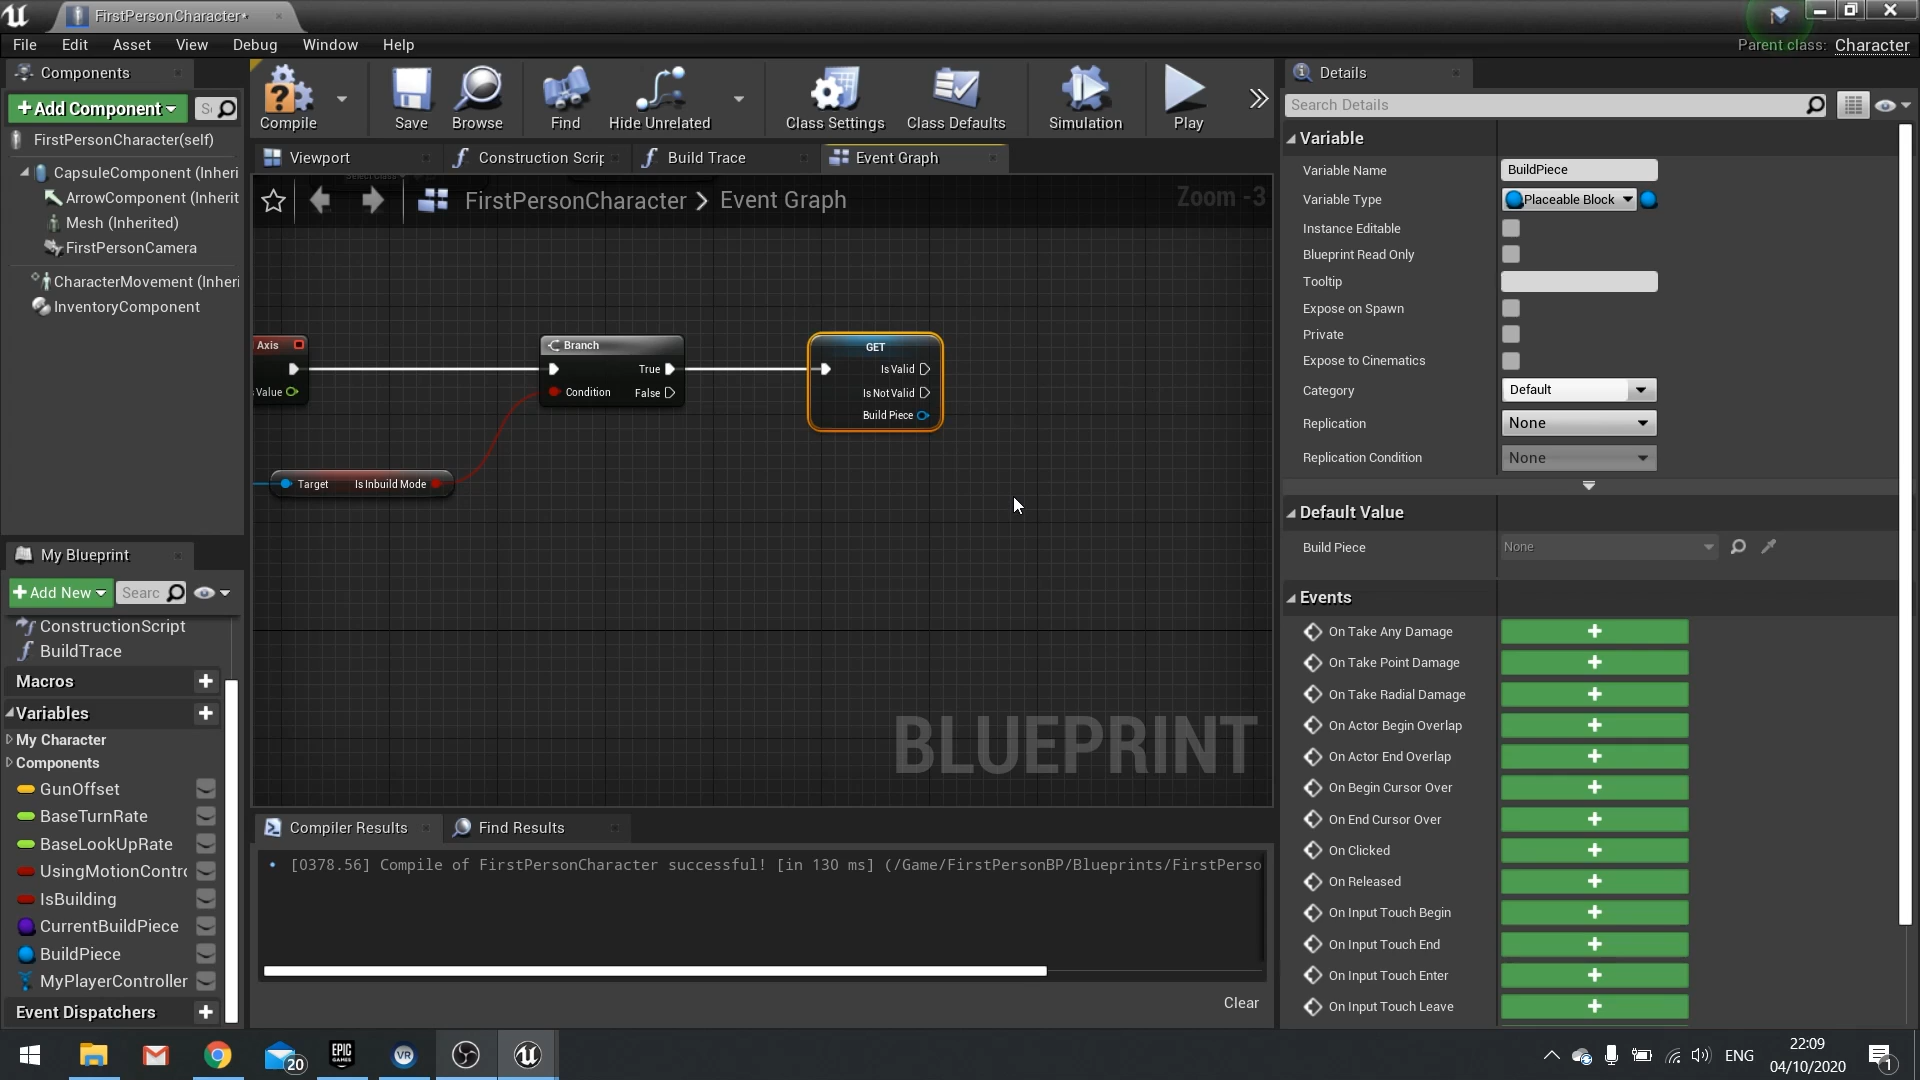 FirstPersonCharacter*
File Edit Asset View Debug Window Help
Parent class: Character
Components
+Add Component
S
FirstPersonCharacter(self)
CapsuleComponent (Inheri
ArrowComponent (Inherit
Mesh (Inherited)
FirstPersonCamera
CharacterMovement (Inheri
InventoryComponent
Compile
Save
Browse
Find
Hide Unrelated
Class Settings
Class Defaults
Simulation
Play
Viewport
Construction Scrip
Build Trace
Event Graph
FirstPersonCharacter > Event Graph
Zoom -3
Axis
Value
Branch
True
Condition
False
GET
Is Valid
Is Not Valid
Build Piece
Target
Is Inbuild Mode
BLUEPRINT
My Blueprint
+Add New
Searc
ConstructionScript
BuildTrace
Macros
Variables
My Character
Components
GunOffset
BaseTurnRate
BaseLookUpRate
UsingMotionContro
IsBuilding
CurrentBuildPiece
BuildPiece
MyPlayerController
Event Dispatchers
Compiler Results
Find Results
[0378.56] Compile of FirstPersonCharacter successful! [in 130 ms] (/Game/FirstPersonBP/Blueprints/FirstPerso
Clear
Details
Search Details
Variable
Variable Name BuildPiece
Variable Type Placeable Block
Instance Editable
Blueprint Read Only
Tooltip
Expose on Spawn
Private
Expose to Cinematics
Category Default
Replication None
Replication Condition None
Default Value
Build Piece None
Events
On Take Any Damage
On Take Point Damage
On Take Radial Damage
On Actor Begin Overlap
On Actor End Overlap
On Begin Cursor Over
On End Cursor Over
On Clicked
On Released
On Input Touch Begin
On Input Touch End
On Input Touch Enter
On Input Touch Leave
20
EPIC
GAMES
VR
ENG
22:09
04/10/2020
1